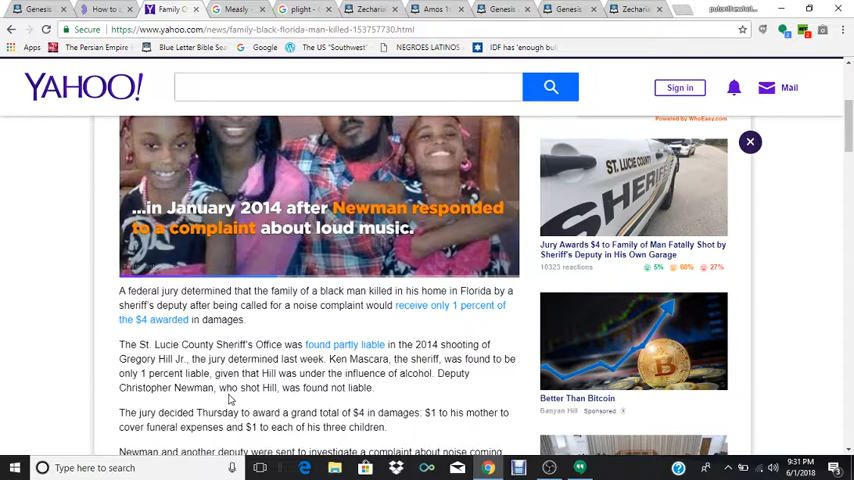 Genesis
How to
Family C
Measly -
plight -
Zechariah
Amos 1:
Genesis
Genesis
Zechariah
Secure
https://www.yahoo.com/news/family-black-florida-man-killed-153757730.html
Apps
The Persian Empire
Blue Letter Bible Sea
Google
The US "Southwest"
NEGROES LATINOS
IDF has 'enough bul
YAHOO!
Sign in
Mail
Powered by WhoEasy.com
...in January 2014 after Newman responded
to a complaint about loud music.
A federal jury determined that the family of a black man killed in his home in Florida by a
sheriff's deputy after being called for a noise complaint would receive only 1 percent of
the $4 awarded in damages.
The St. Lucie County Sheriff's Office was found partly liable in the 2014 shooting of
Gregory Hill Jr., the jury determined last week. Ken Mascara, the sheriff, was found to be
only 1 percent liable, given that Hill was under the influence of alcohol. Deputy
Christopher Newman, who shot Hill, was found not liable.
The jury decided Thursday to award a grand total of $4 in damages: $1 to his mother to
cover funeral expenses and $1 to each of his three children.
Newman and another deputy were sent to investigate a complaint about noise coming
ST. LUCIE COUNTY
SHERIFF
Jury Awards $4 to Family of Man Fatally Shot by
Sheriff's Deputy in His Own Garage
10323 reactions
5%
68%
27%
Better Than Bitcoin
Banyan Hill Sponsored
Type here to search
9:31 PM
6/1/2018